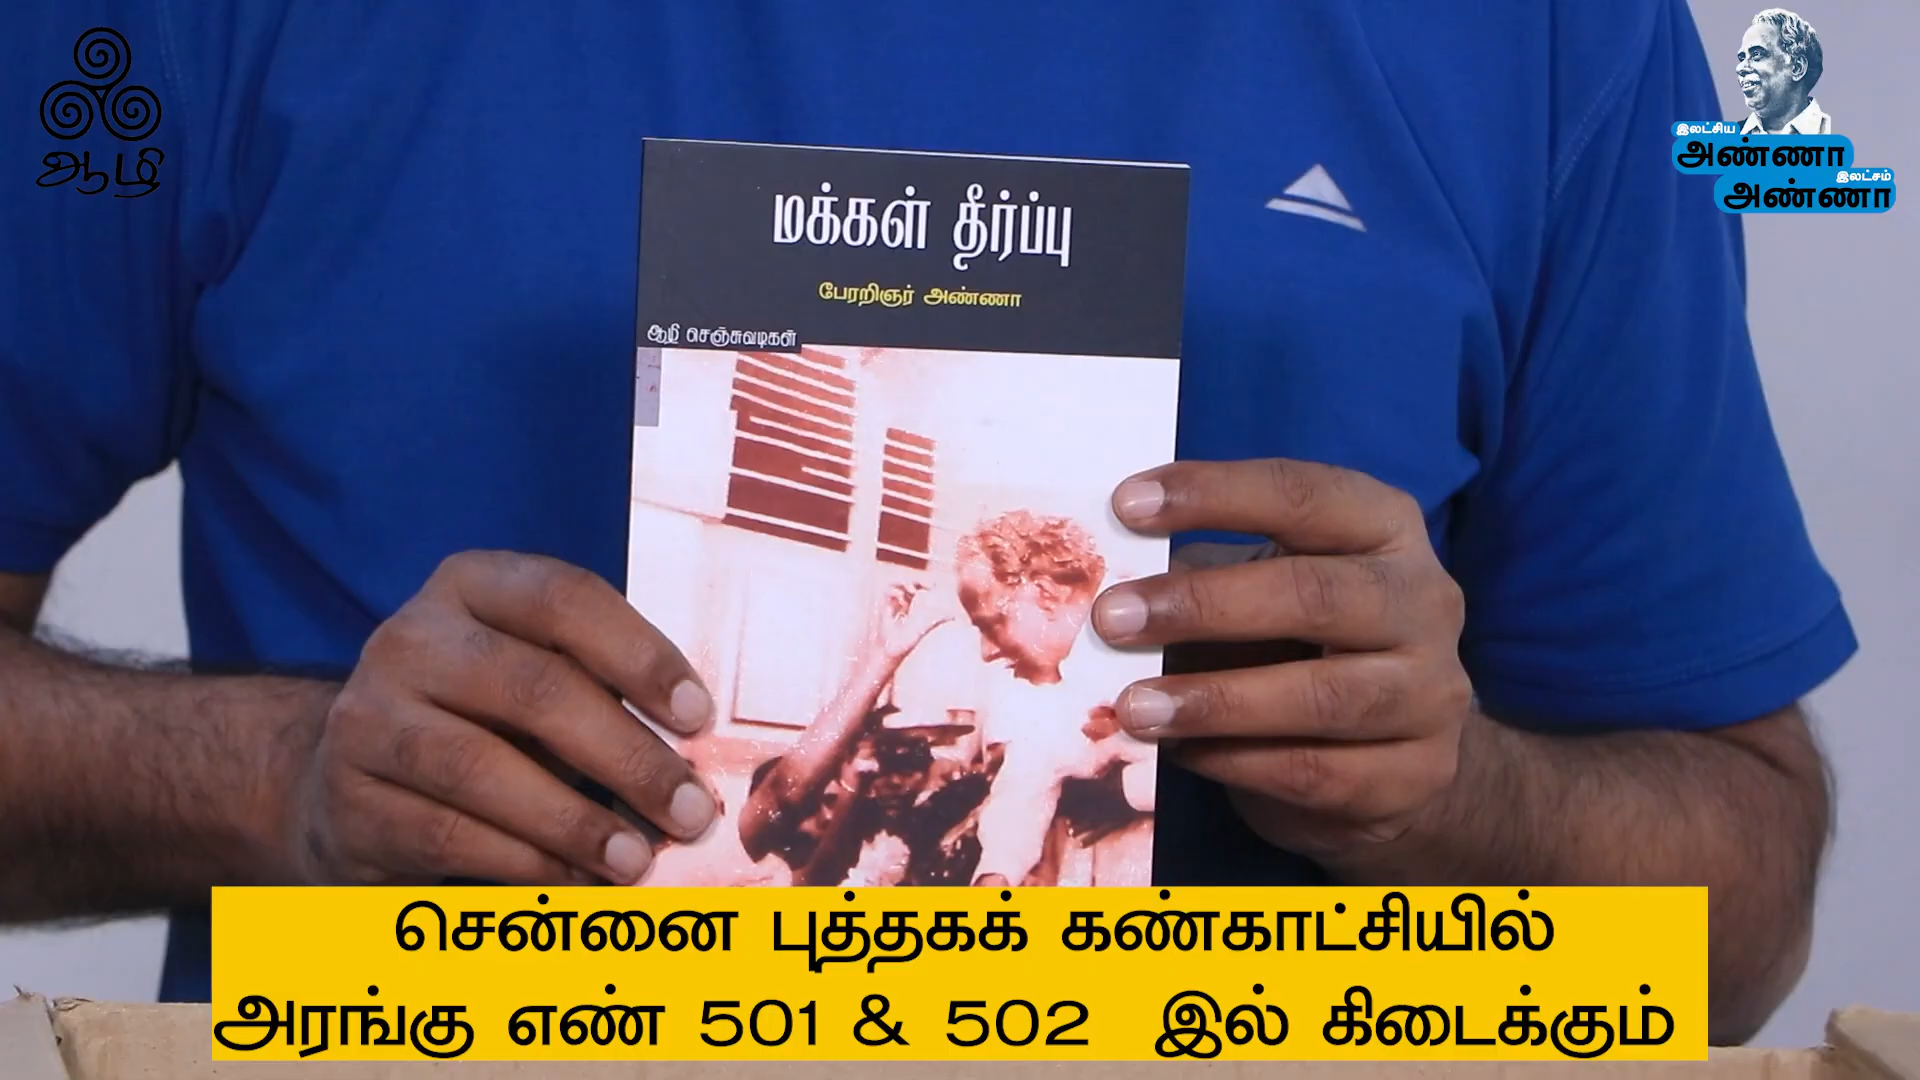 ஆழி
இலட்சிய
அண்ணா
இலட்சம்
அண்ணா
மக்கள் தீர்ப்பு
பேரறிஞர் அண்ணா
ஆழி செஞ்சுவடிகள்
சென்னை புத்தகக் கண்காட்சியில்
அரங்கு எண் 501 & 502 இல் கிடைக்கும்